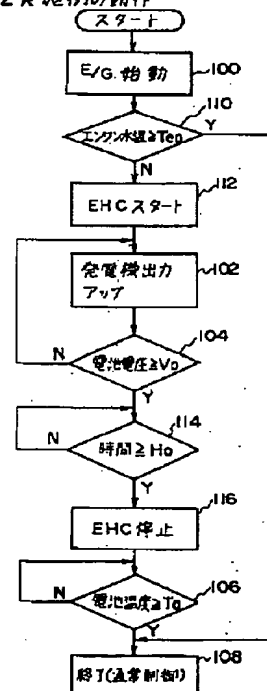 スタート
E/G.始動
100
110
エンジン水温≧Teo
Y
N
112
EHCスタート
発電機出力
アップ
102
104
電池電圧≧Vo
N
Y
114
時間≧Ho
N
Y
116
EHC停止
106
電池温度≧To
N
Y
108
終了(通常制御)